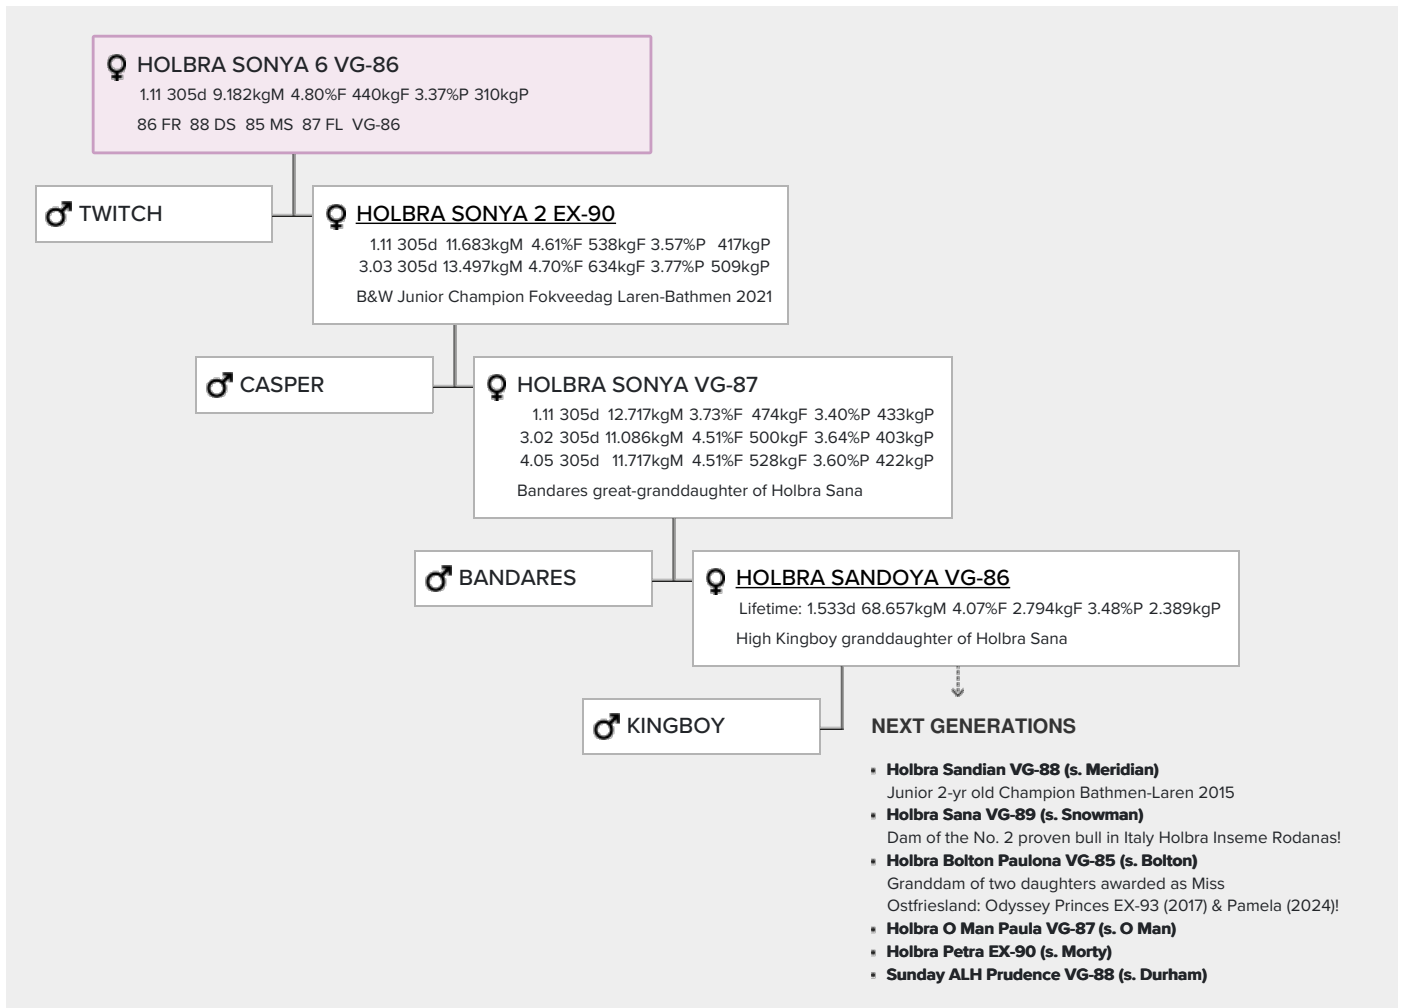 HOLBRA SONYA 6 VG-86
1.11 305d 9.182kgM 4.80%F 440kgF 3.37%P 310kgP
86 FR 88 DS 85 MS 87 FL VG-86
TWITCH
HOLBRA SONYA 2 EX-90
1.11 305d 11.683kgM 4.61%F 538kgF 3.57%P 417kgP
3.03 305d 13.497kgM 4.70%F 634kgF 3.77%P 509kgP
B&W Junior Champion Fokveedag Laren-Bathmen 2021
CASPER
HOLBRA SONYA VG-87
1.11 305d 12.717kgM 3.73%F 474kgF 3.40%P 433kgP
3.02 305d 11.086kgM 4.51%F 500kgF 3.64%P 403kgP
4.05 305d 11.717kgM 4.51%F 528kgF 3.60%P 422kgP
Bandares great-granddaughter of Holbra Sana
BANDARES
HOLBRA SANDOYA VG-86
Lifetime: 1.533d 68.657kgM 4.07%F 2.794kgF 3.48%P 2.389kgP
High Kingboy granddaughter of Holbra Sana
KINGBOY
NEXT GENERATIONS
Holbra Sandian VG-88 (s. Meridian)
Junior 2-yr old Champion Bathmen-Laren 2015
Holbra Sana VG-89 (s. Snowman)
Dam of the No. 2 proven bull in Italy Holbra Inseme Rodanas!
Holbra Bolton Paulona VG-85 (s. Bolton)
Granddam of two daughters awarded as Miss
Ostfriesland: Odyssey Princes EX-93 (2017) & Pamela (2024)!
Holbra O Man Paula VG-87 (s. O Man)
Holbra Petra EX-90 (s. Morty)
Sunday ALH Prudence VG-88 (s. Durham)